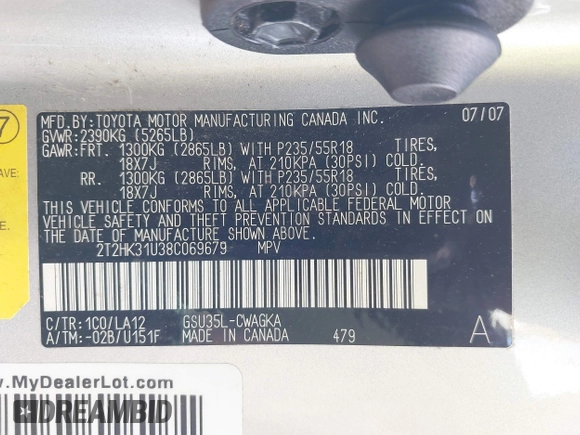 MFD.BY:TOYOTA MOTOR MANUFACTURING CANADA INC. 07/07
GVWR:2390KG (5265LB)
GAWR:FRT. 1300KG (2865LB) WITH P235/55R18 TIRES,
18X7J RIMS, AT 210KPA (30PSI) COLD.
RR. 1300KG (2865LB) WITH P235/55R18 TIRES,
18X7J RIMS, AT 210KPA (30PSI) COLD.
THIS VEHICLE CONFORMS TO ALL APPLICABLE FEDERAL MOTOR
VEHICLE SAFETY AND THEFT PREVENTION STANDARDS IN EFFECT ON
THE DATE OF MANUFACTURE SHOWN ABOVE.
2T2HK31U38C069679 MPV
C/TR:1C0/LA12 GSU35L-CWAGKA
A/TM:-02B/U151F MADE IN CANADA 479 A
7
AVE:
www.MyDealerLot.com
DREAMBID